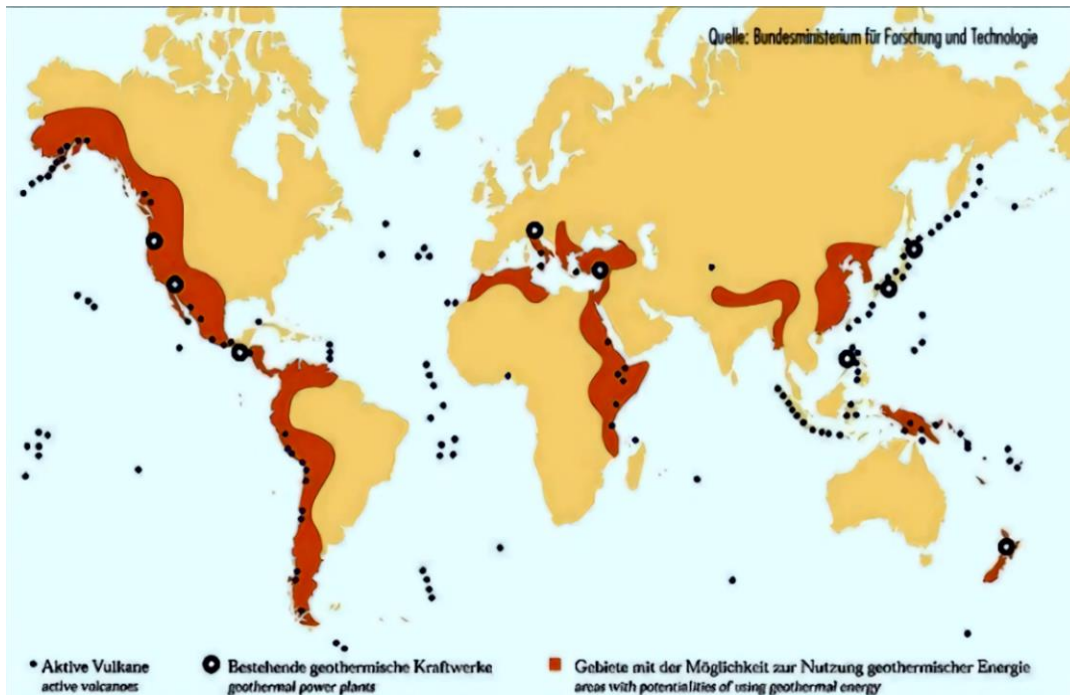 Quelle: Bundesministerium für Forschung und Technologie
Aktive Vulkane
active volcanoes
Bestehende geothermische Kraftwerke
geothermal power plants
Gebiete mit der Möglichkeit zur Nutzung geothermischer Energie
areas with potentialities of using geothermal energy